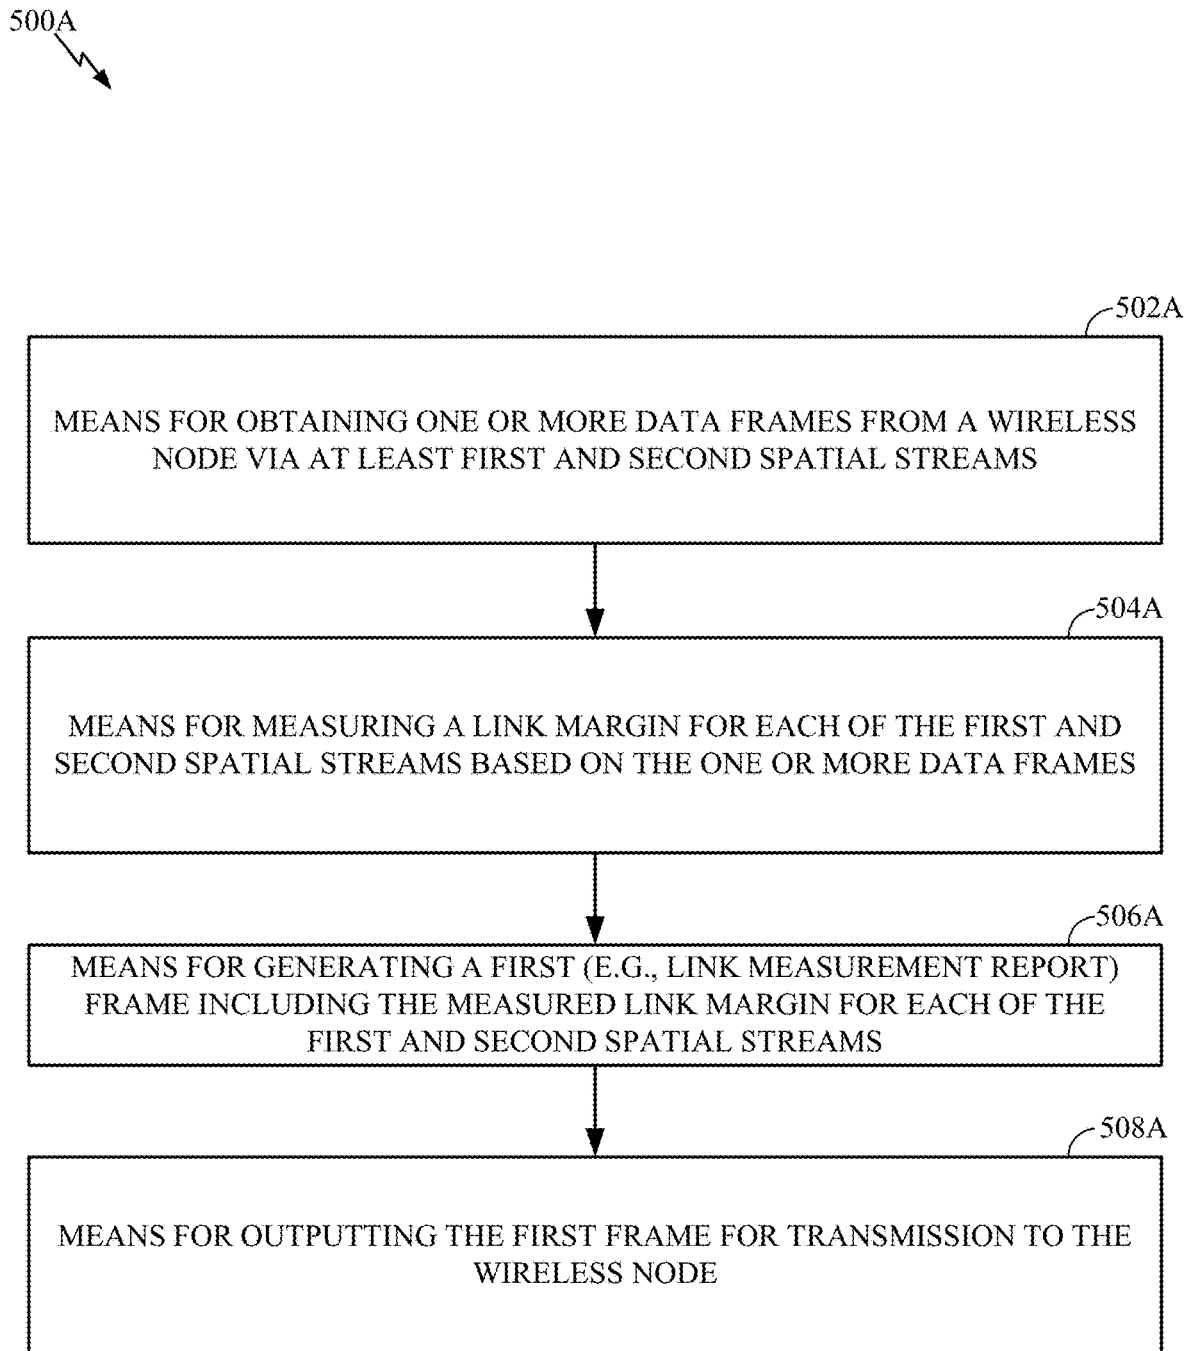 500A
502A
MEANS FOR OBTAINING ONE OR MORE DATA FRAMES FROM A WIRELESS
NODE VIA AT LEAST FIRST AND SECOND SPATIAL STREAMS
504A
MEANS FOR MEASURING A LINK MARGIN FOR EACH OF THE FIRST AND
SECOND SPATIAL STREAMS BASED ON THE ONE OR MORE DATA FRAMES
506A
MEANS FOR GENERATING A FIRST (E.G., LINK MEASUREMENT REPORT)
FRAME INCLUDING THE MEASURED LINK MARGIN FOR EACH OF THE
FIRST AND SECOND SPATIAL STREAMS
508A
MEANS FOR OUTPUTTING THE FIRST FRAME FOR TRANSMISSION TO THE
WIRELESS NODE